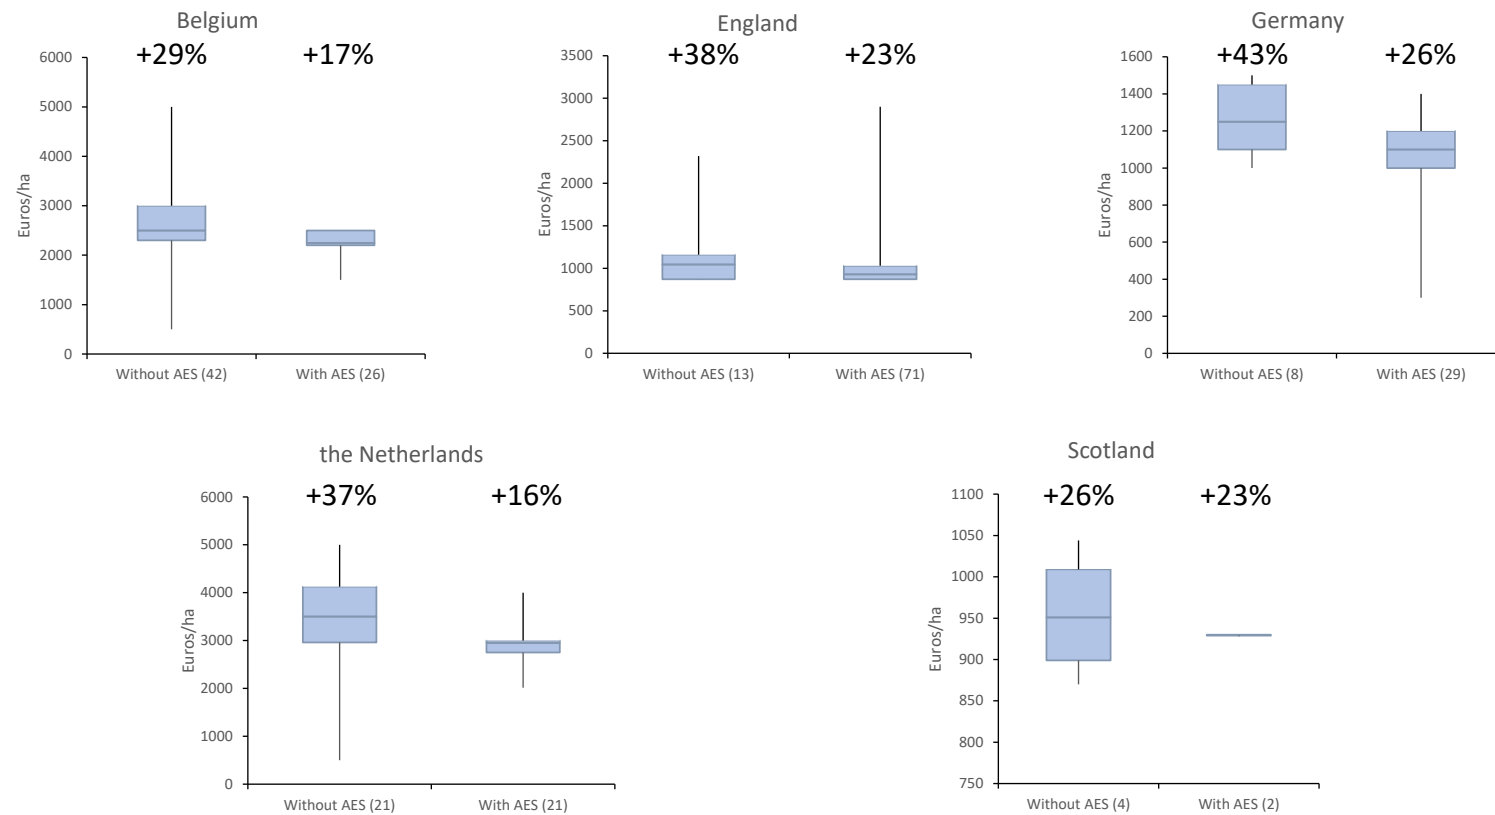 Belgium
+29% +17%
Euros/ha
6000
5000
4000
3000
2000
1000
0
Without AES (42) With AES (26)
England
+38% +23%
Euros/ha
3500
3000
2500
2000
1500
1000
500
0
Without AES (13) With AES (71)
Germany
+43% +26%
Euros/ha
1600
1400
1200
1000
800
600
400
200
0
Without AES (8) With AES (29)
the Netherlands
+37% +16%
Euros/ha
6000
5000
4000
3000
2000
1000
0
Without AES (21) With AES (21)
Scotland
+26% +23%
Euros/ha
1100
1050
1000
950
900
850
800
750
Without AES (4) With AES (2)